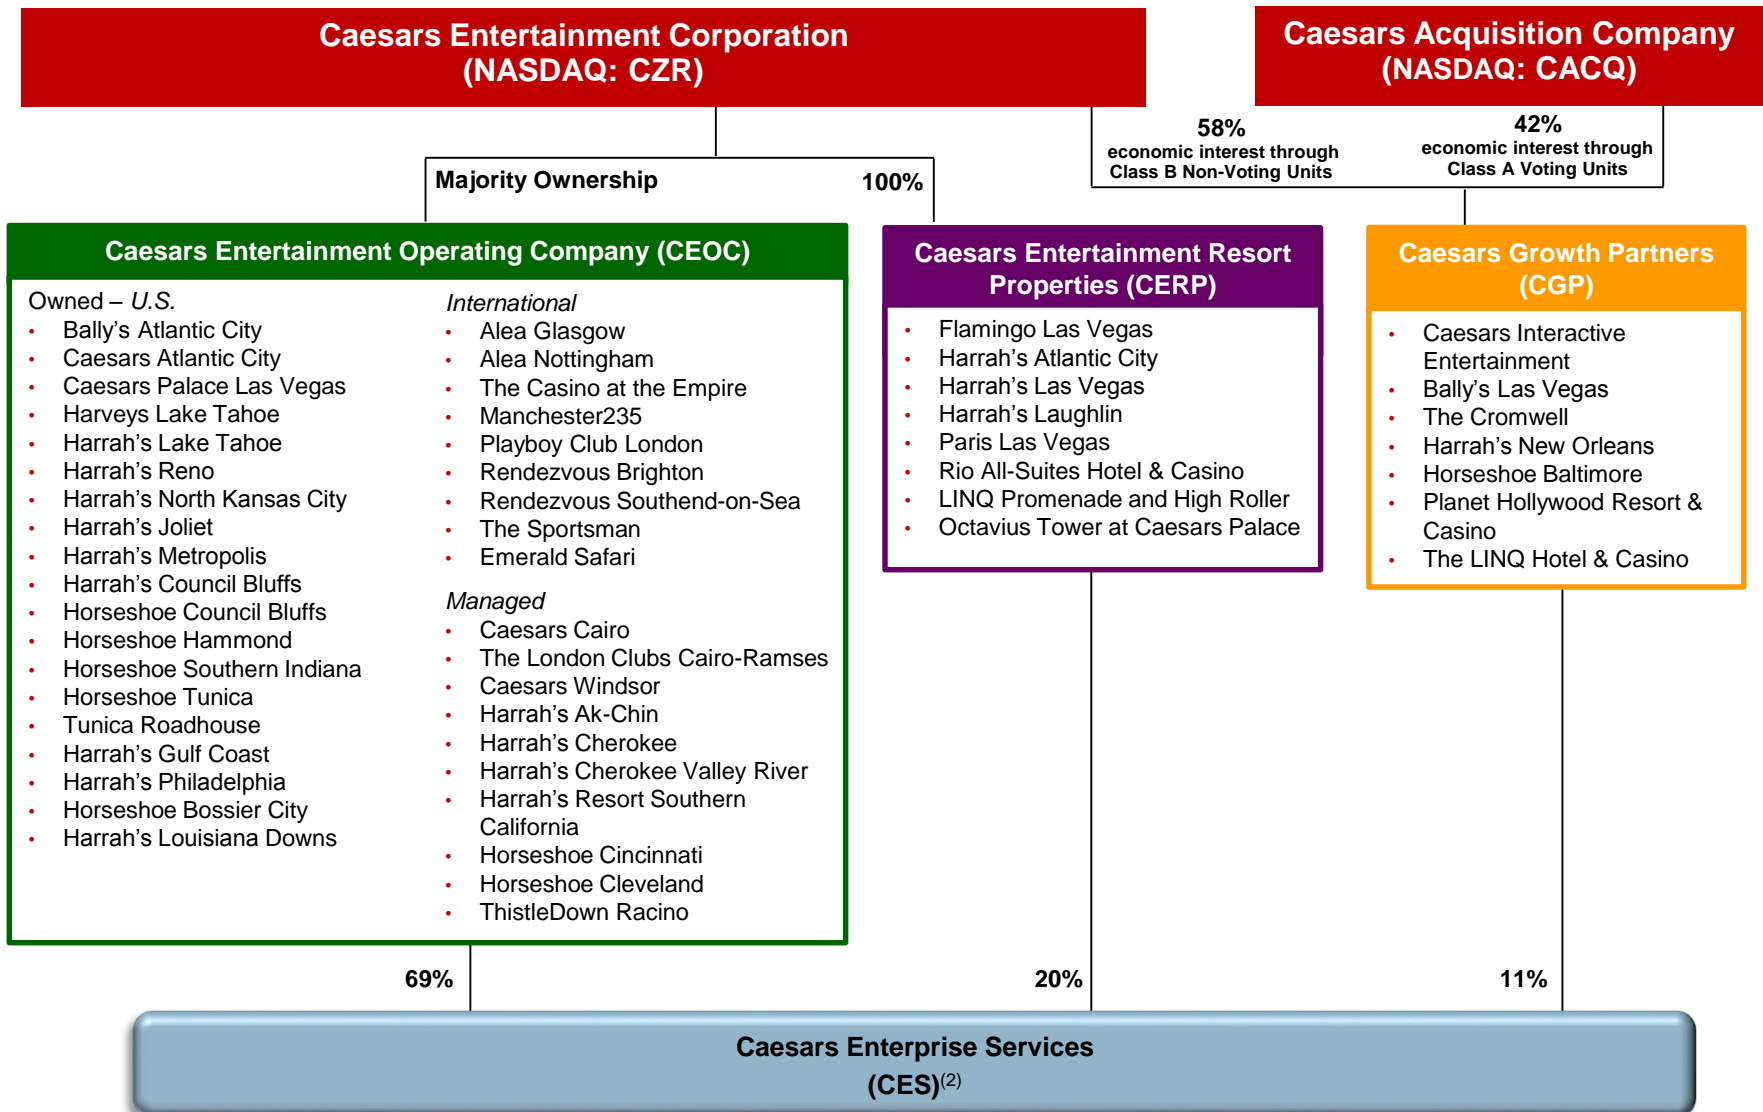 Caesars Entertainment Corporation
(NASDAQ: CZR)
Caesars Acquisition Company
(NASDAQ: CACQ)
58%
economic interest through
Class B Non-Voting Units
42%
economic interest through
Class A Voting Units
Majority Ownership
100%
Caesars Entertainment Operating Company (CEOC)
Owned – U.S.
• Bally’s Atlantic City
• Caesars Atlantic City
• Caesars Palace Las Vegas
• Harveys Lake Tahoe
• Harrah’s Lake Tahoe
• Harrah’s Reno
• Harrah’s North Kansas City
• Harrah’s Joliet
• Harrah’s Metropolis
• Harrah’s Council Bluffs
• Horseshoe Council Bluffs
• Horseshoe Hammond
• Horseshoe Southern Indiana
• Horseshoe Tunica
• Tunica Roadhouse
• Harrah’s Gulf Coast
• Harrah’s Philadelphia
• Horseshoe Bossier City
• Harrah’s Louisiana Downs
International
• Alea Glasgow
• Alea Nottingham
• The Casino at the Empire
• Manchester235
• Playboy Club London
• Rendezvous Brighton
• Rendezvous Southend-on-Sea
• The Sportsman
• Emerald Safari
Managed
• Caesars Cairo
• The London Clubs Cairo-Ramses
• Caesars Windsor
• Harrah’s Ak-Chin
• Harrah’s Cherokee
• Harrah’s Cherokee Valley River
• Harrah’s Resort Southern
California
• Horseshoe Cincinnati
• Horseshoe Cleveland
• ThistleDown Racino
Caesars Entertainment Resort
Properties (CERP)
• Flamingo Las Vegas
• Harrah’s Atlantic City
• Harrah’s Las Vegas
• Harrah’s Laughlin
• Paris Las Vegas
• Rio All-Suites Hotel & Casino
• LINQ Promenade and High Roller
• Octavius Tower at Caesars Palace
Caesars Growth Partners
(CGP)
• Caesars Interactive
Entertainment
• Bally’s Las Vegas
• The Cromwell
• Harrah’s New Orleans
• Horseshoe Baltimore
• Planet Hollywood Resort &
Casino
• The LINQ Hotel & Casino
69%
20%
11%
Caesars Enterprise Services
(CES)(2)